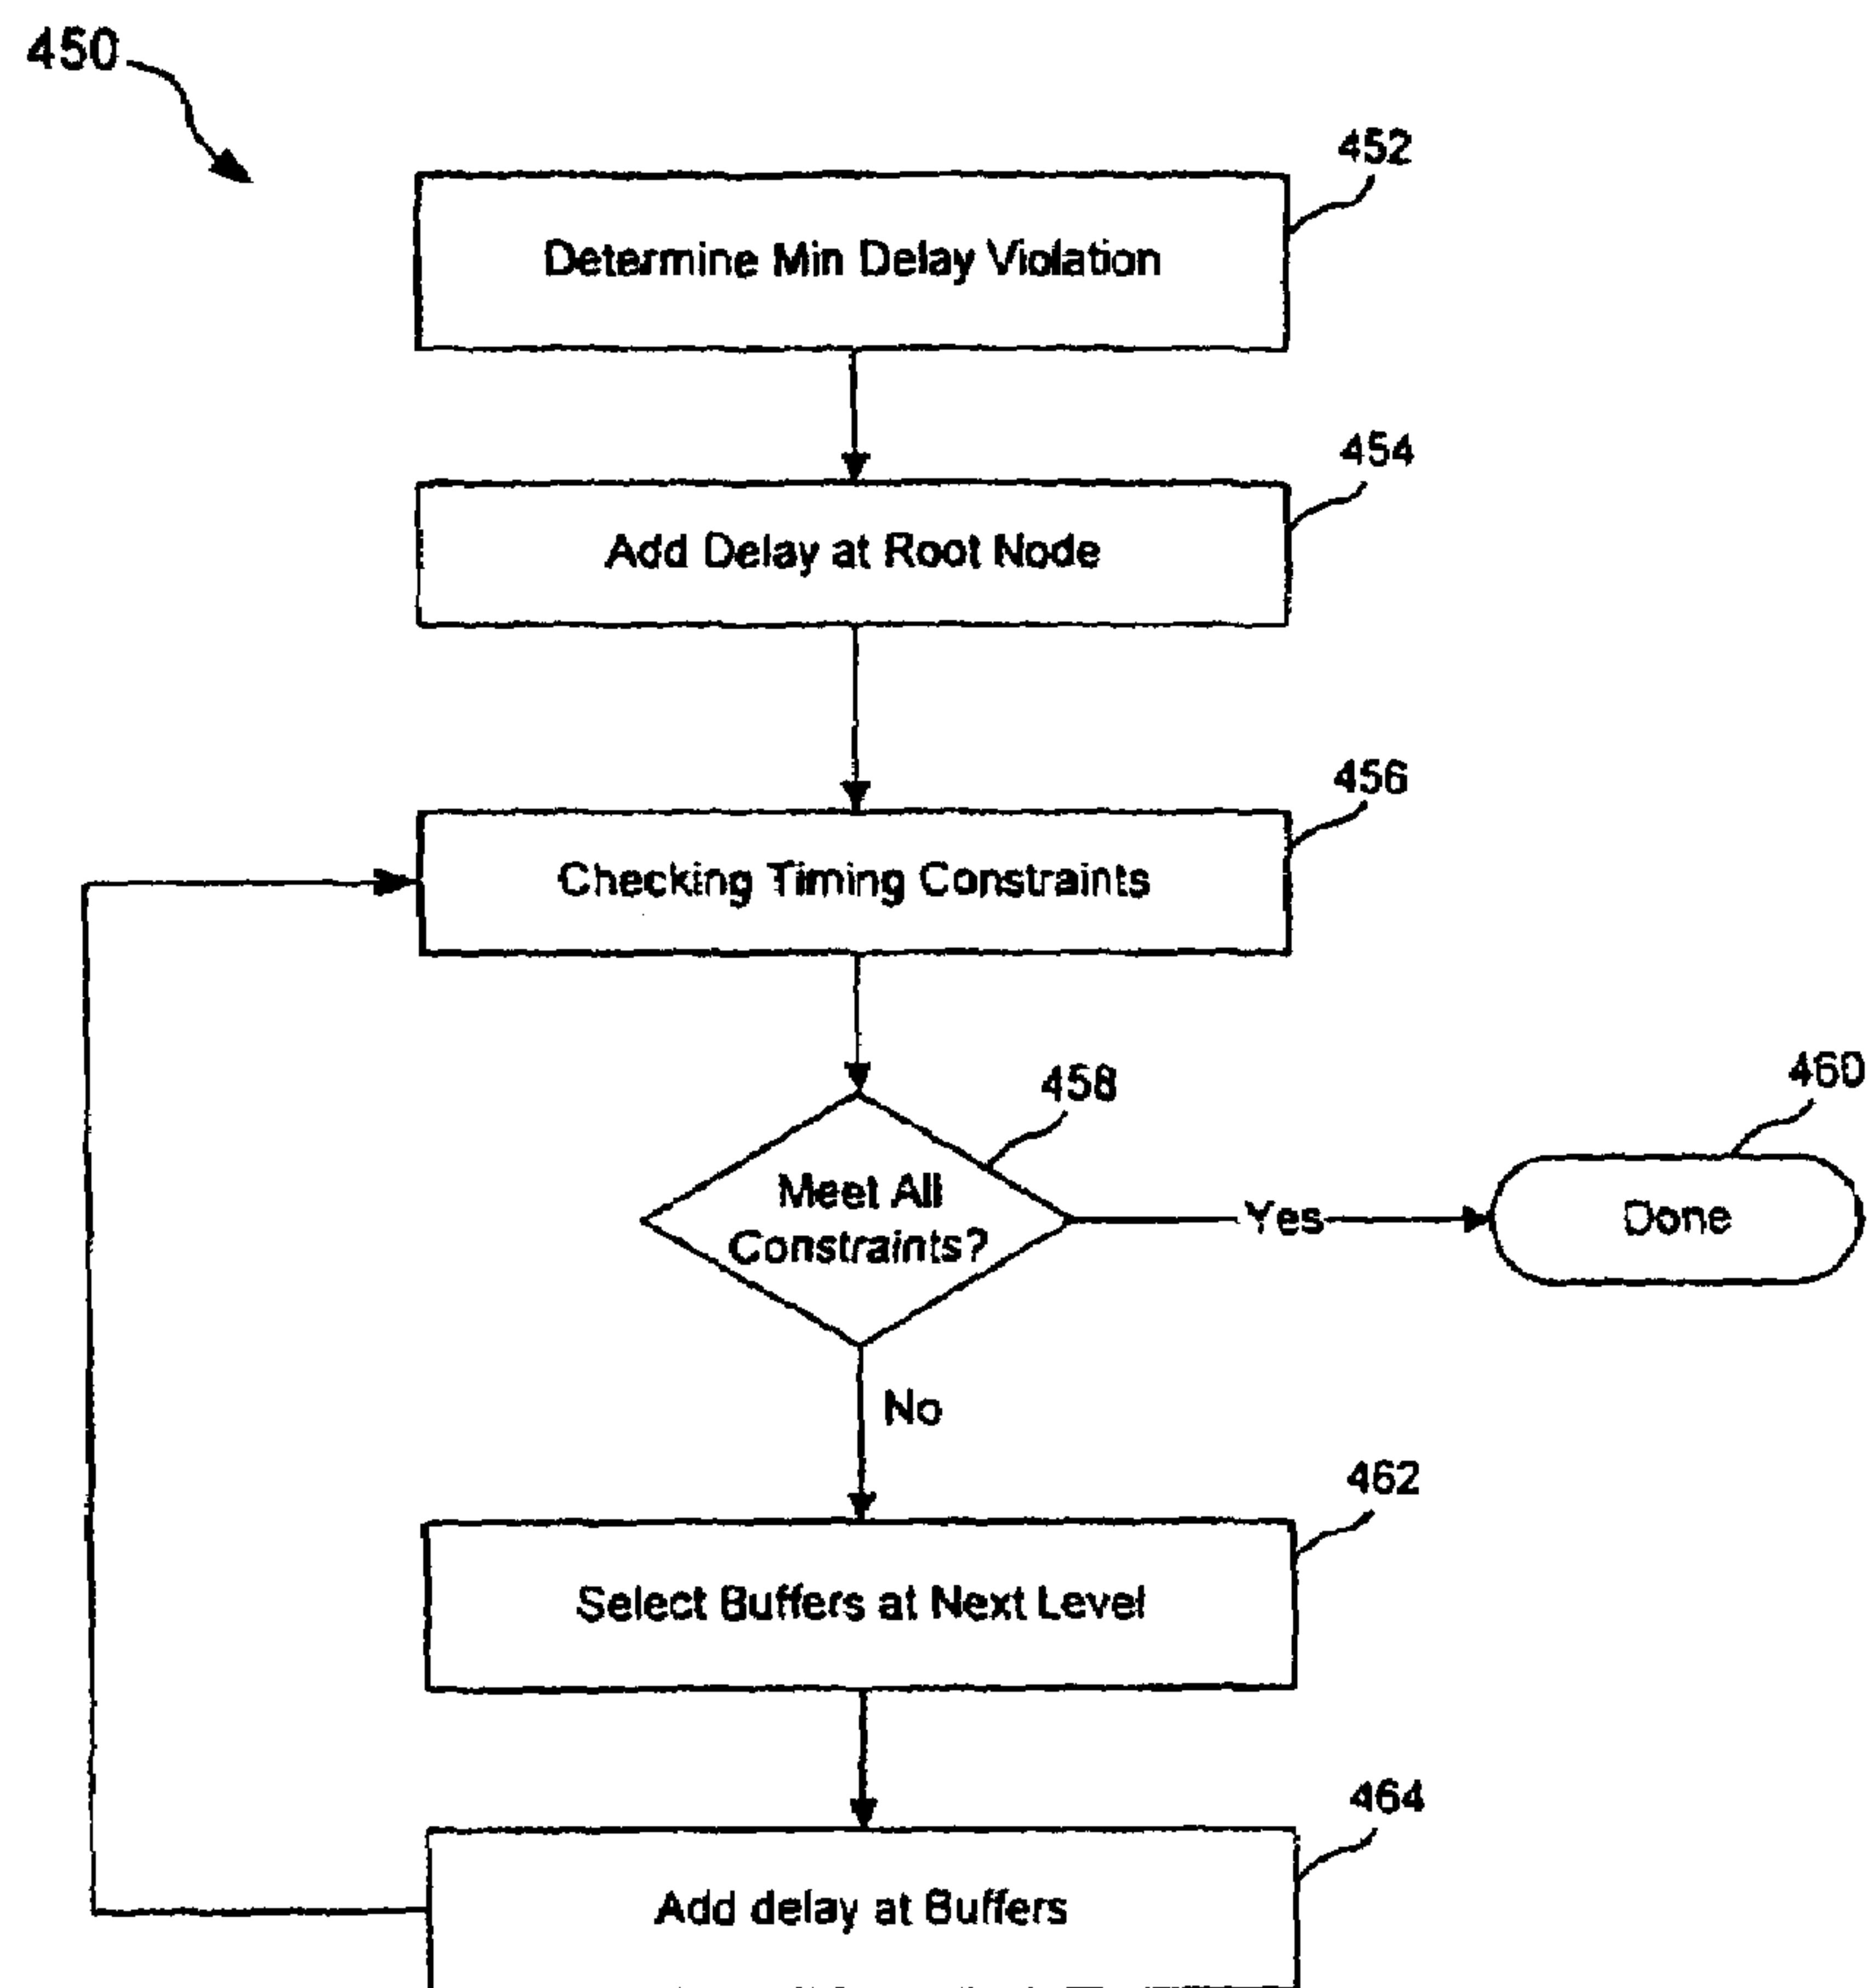 450
452
Determine Min Delay Violation
454
Add Delay at Root Node
456
Checking Timing Constraints
458
460
Meet All
Constraints?
Yes
Done
No
462
Select Buffers at Next Level
464
Add delay at Buffers